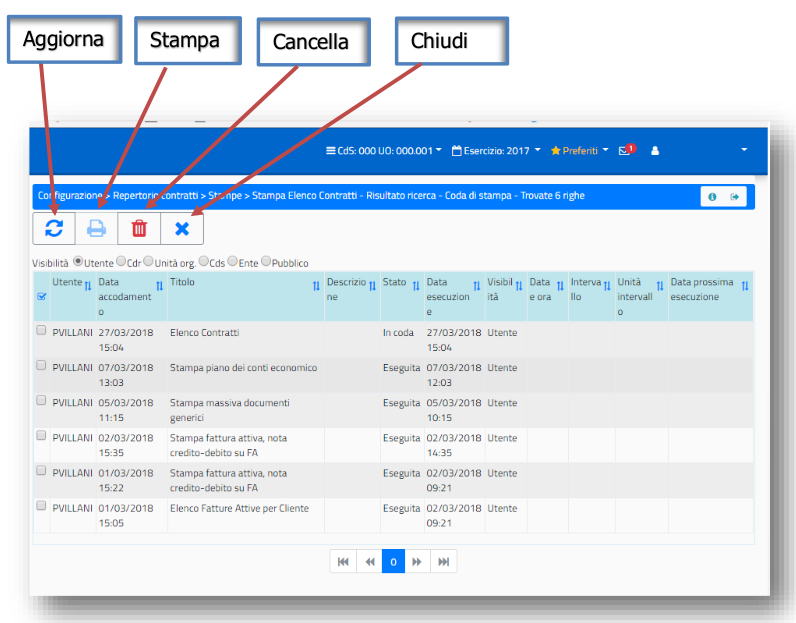 Aggiorna
Stampa
Cancella
Chiudi
CdS: 000 UO: 000.001 Esercizio: 2017 Preferiti 1
Configurazione > Repertorio contratti > Stampe > Stampa Elenco Contratti - Risultato ricerca - Coda di stampa - Trovate 6 righe
Visibilità Utente Cdr Unità org. Cds Ente Pubblico
Utente Data accodamento Titolo Descrizione Stato Data esecuzione Visibilità Data e ora Intervallo Unità intervallo Data prossima esecuzione
PVILLANI 27/03/2018 15:04 Elenco Contratti In coda 27/03/2018 15:04 Utente
PVILLANI 07/03/2018 13:03 Stampa piano dei conti economico Eseguita 07/03/2018 12:03 Utente
PVILLANI 05/03/2018 11:15 Stampa massiva documenti generici Eseguita 05/03/2018 10:15 Utente
PVILLANI 02/03/2018 15:35 Stampa fattura attiva, nota credito-debito su FA Eseguita 02/03/2018 14:35 Utente
PVILLANI 01/03/2018 15:22 Stampa fattura attiva, nota credito-debito su FA Eseguita 02/03/2018 09:21 Utente
PVILLANI 01/03/2018 15:05 Elenco Fatture Attive per Cliente Eseguita 02/03/2018 09:21 Utente
0